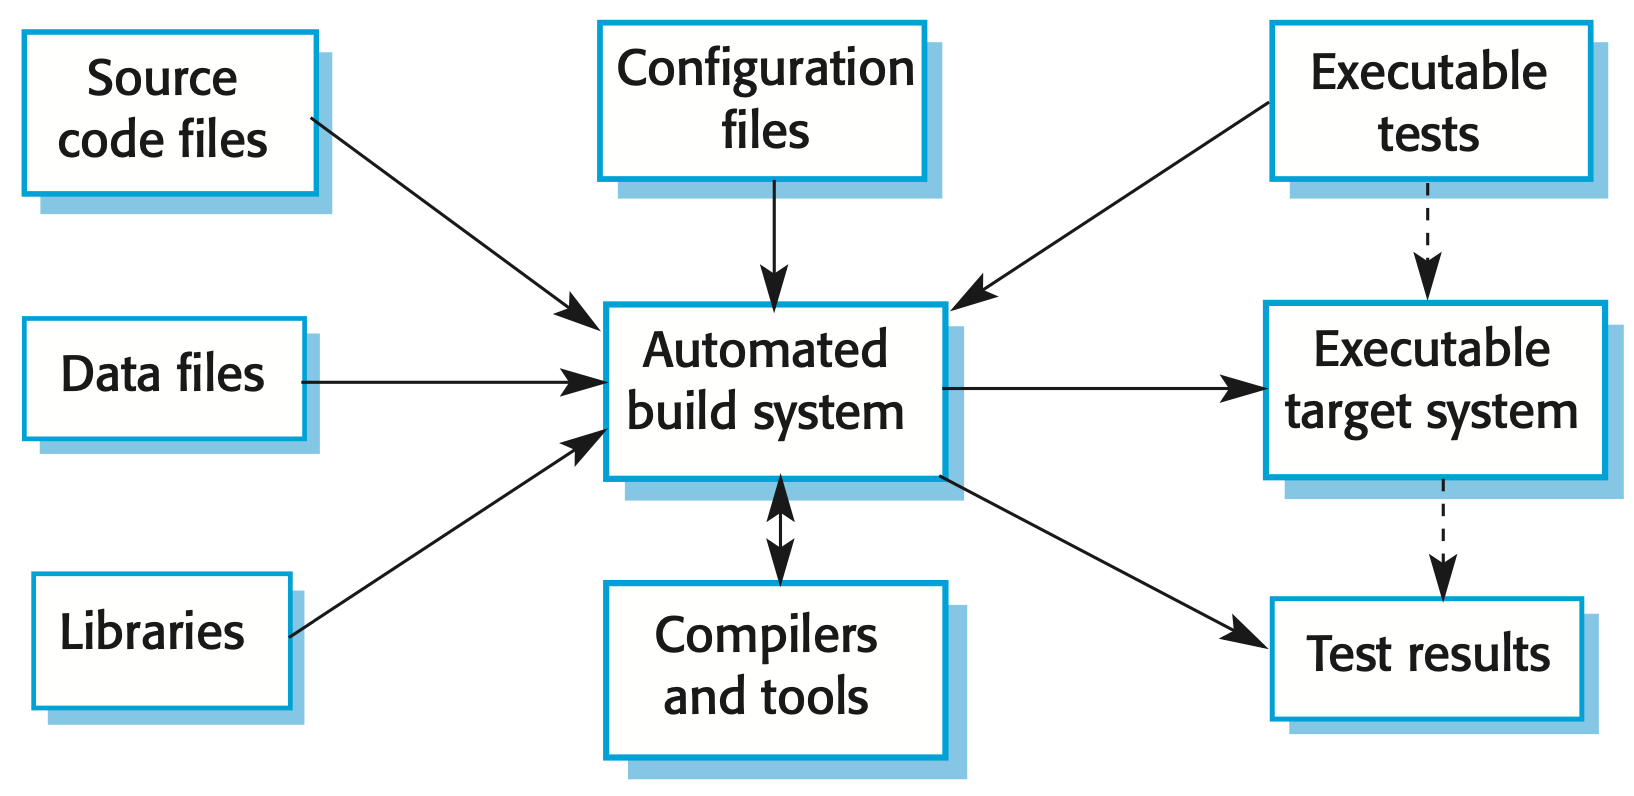 Source
code files
Configuration
files
Executable
tests
Data files
Automated
build system
Executable
target system
Libraries
Compilers
and tools
Test results